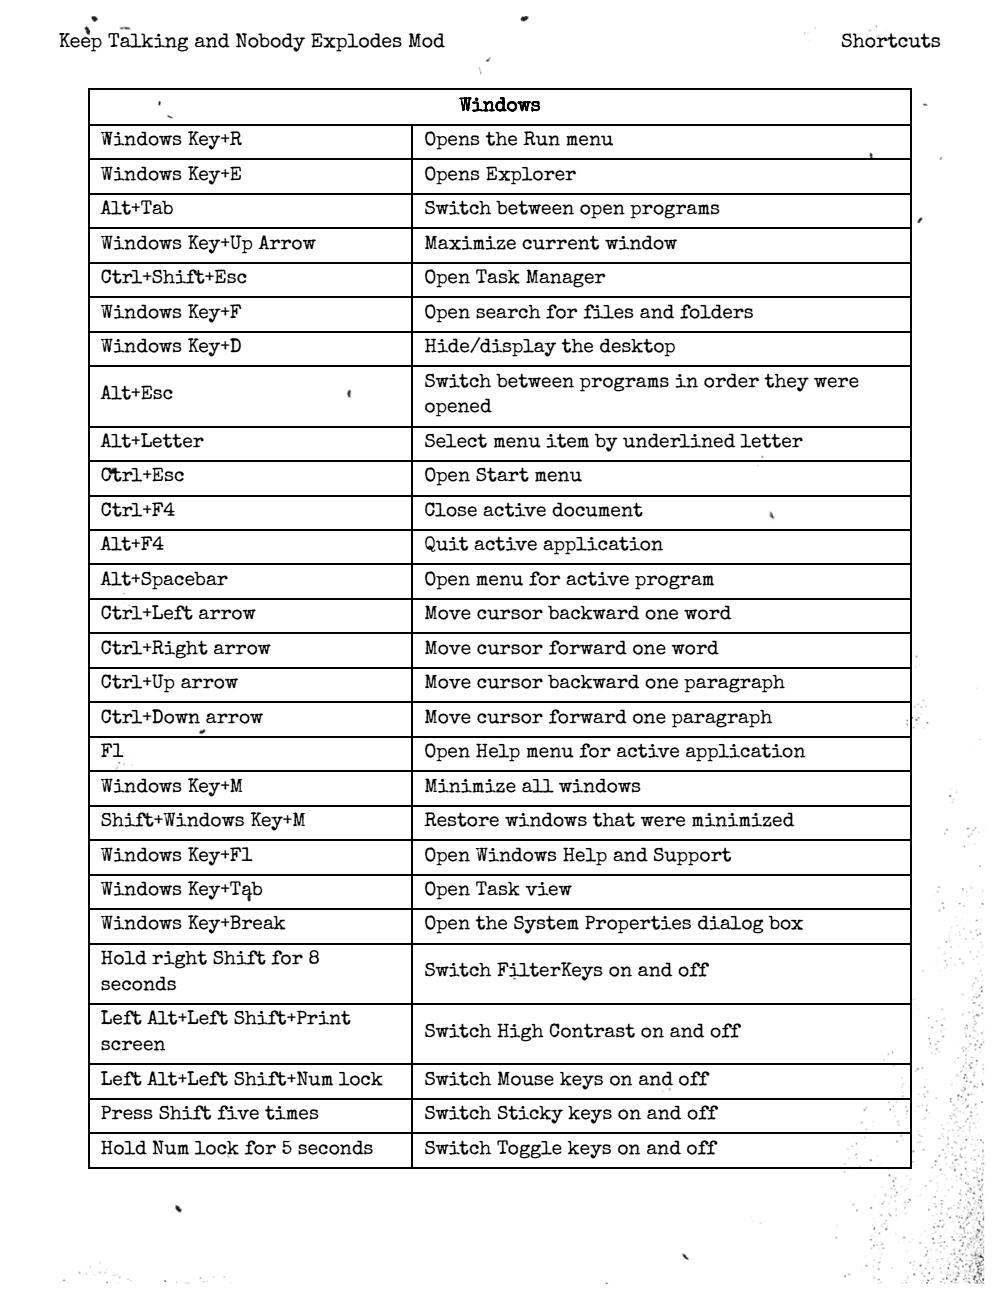 Keep Talking and Nobody Explodes Mod
Shortcuts
Windows
Windows Key+R
Opens the Run menu
Windows Key+E
Opens Explorer
Alt+Tab
Switch between open programs
Windows Key+Up Arrow
Maximize current window
Ctrl+Shift+Esc
Open Task Manager
Windows Key+F
Open search for files and folders
Windows Key+D
Hide/display the desktop
Alt+Esc
Switch between programs in order they were
opened
Alt+Letter
Select menu item by underlined letter
Ctrl+Esc
Open Start menu
Ctrl+F4
Close active document
Alt+F4
Quit active application
Alt+Spacebar
Open menu for active program
Ctrl+Left arrow
Move cursor backward one word
Ctrl+Right arrow
Move cursor forward one word
Ctrl+Up arrow
Move cursor backward one paragraph
Ctrl+Down arrow
Move cursor forward one paragraph
F1
Open Help menu for active application
Windows Key+M
Minimize all windows
Shift+Windows Key+M
Restore windows that were minimized
Windows Key+F1
Open Windows Help and Support
Windows Key+Tab
Open Task view
Windows Key+Break
Open the System Properties dialog box
Hold right Shift for 8
seconds
Switch FilterKeys on and off
Left Alt+Left Shift+Print
screen
Switch High Contrast on and off
Left Alt+Left Shift+Num lock
Switch Mouse keys on and off
Press Shift five times
Switch Sticky keys on and off
Hold Num lock for 5 seconds
Switch Toggle keys on and off